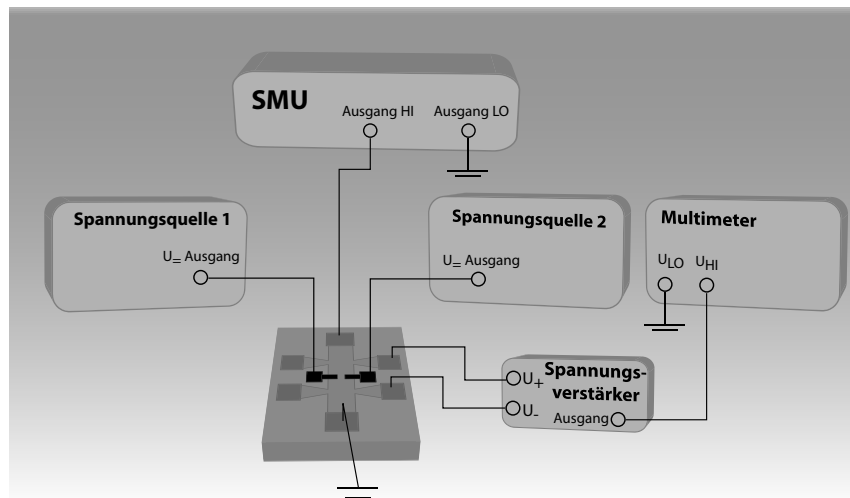 SMU
Ausgang HI
Ausgang LO
Spannungsquelle 1
U= Ausgang
Spannungsquelle 2
U= Ausgang
Multimeter
ULO
UHI
Spannungs-
verstärker
U+
U-
Ausgang